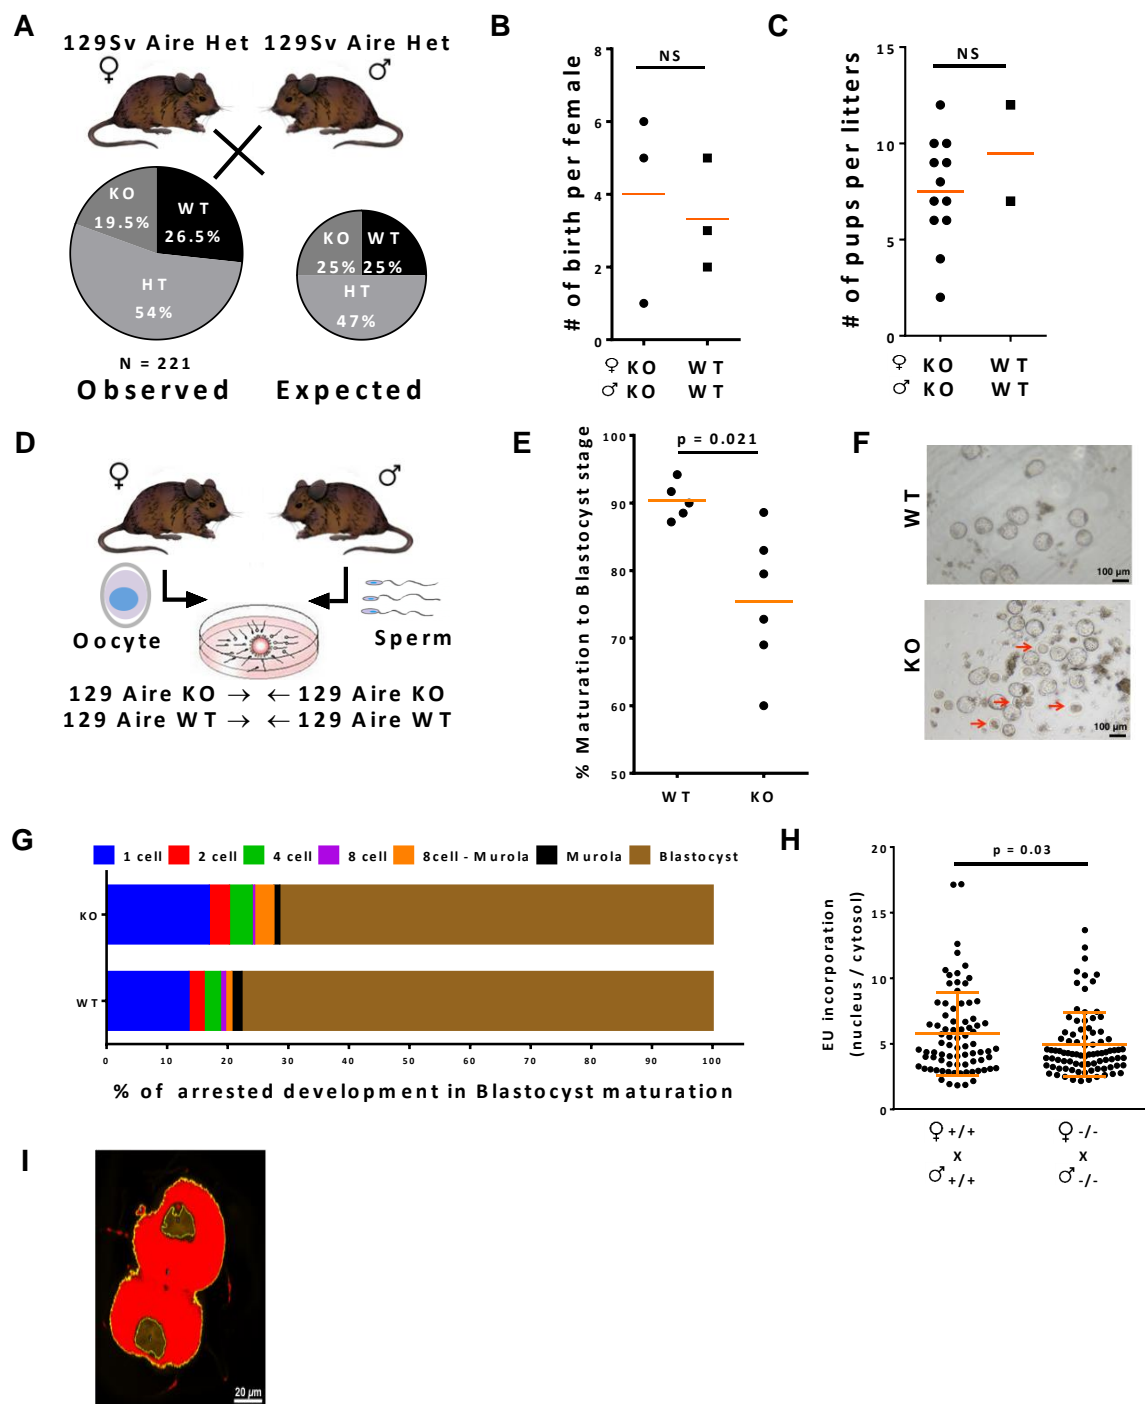 A
129Sv Aire Het 129Sv Aire Het
♀ ♂
KO
19.5%
WT
26.5%
HT
54%
N = 221
Observed
KO
25%
WT
25%
HT
47%
Expected
B
# of birth per female
8
6
4
2
0
NS
♀ KO WT
♂ KO WT
C
# of pups per litters
15
10
5
0
NS
♀ KO WT
♂ KO WT
D
♀ ♂
Oocyte
Sperm
129 Aire KO → ← 129 Aire KO
129 Aire WT → ← 129 Aire WT
E
% Maturation to Blastocyst stage
100
90
80
70
60
50
p = 0.021
WT KO
F
WT
100 µm
KO
100 µm
G
1 cell 2 cell 4 cell 8 cell 8cell - Murola Murola Blastocyst
KO
WT
0 10 20 30 40 50 60 70 80 90 100
% of arrested development in Blastocyst maturation
H
EU incorporation
(nucleus / cytosol)
20
15
10
5
0
p = 0.03
♀ +/+ ♀ -/-
x x
♂ +/+ ♂ -/-
I
20 µm